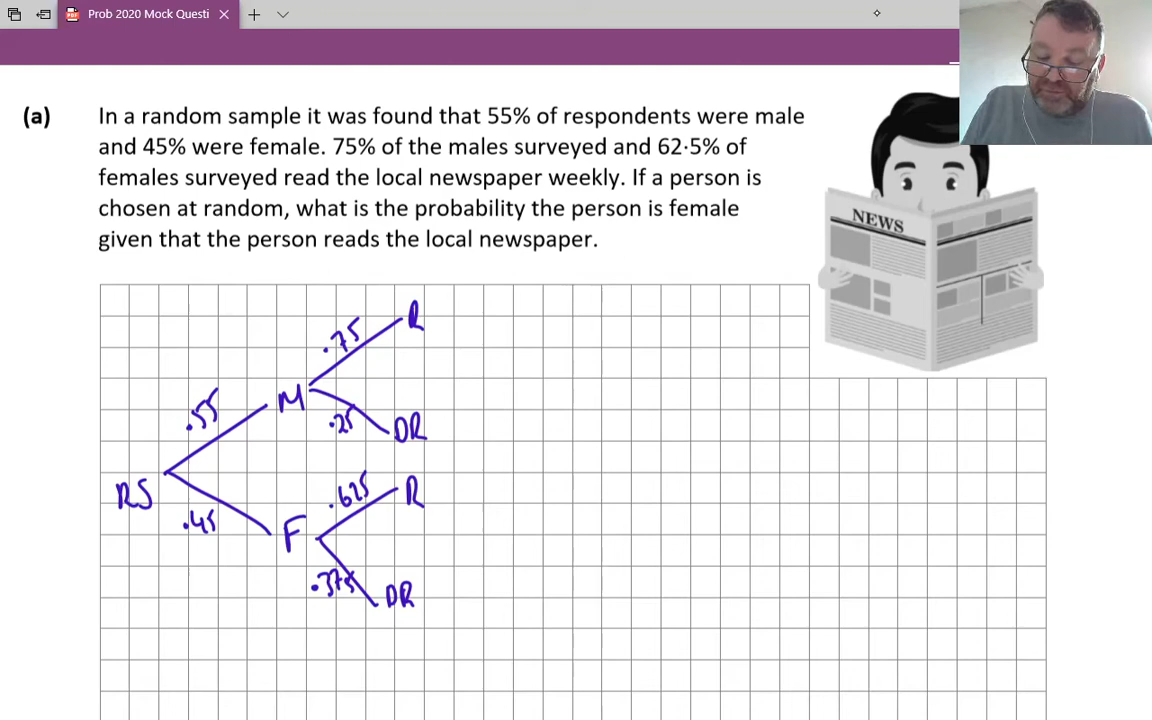 Prob 2020 Mock Questi
(a) In a random sample it was found that 55% of respondents were male
and 45% were female. 75% of the males surveyed and 62·5% of
females surveyed read the local newspaper weekly. If a person is
chosen at random, what is the probability the person is female
given that the person reads the local newspaper.
NEWS
R
.75
.55
M
.25
DR
RS
.625
R
.45
F
.375
DR